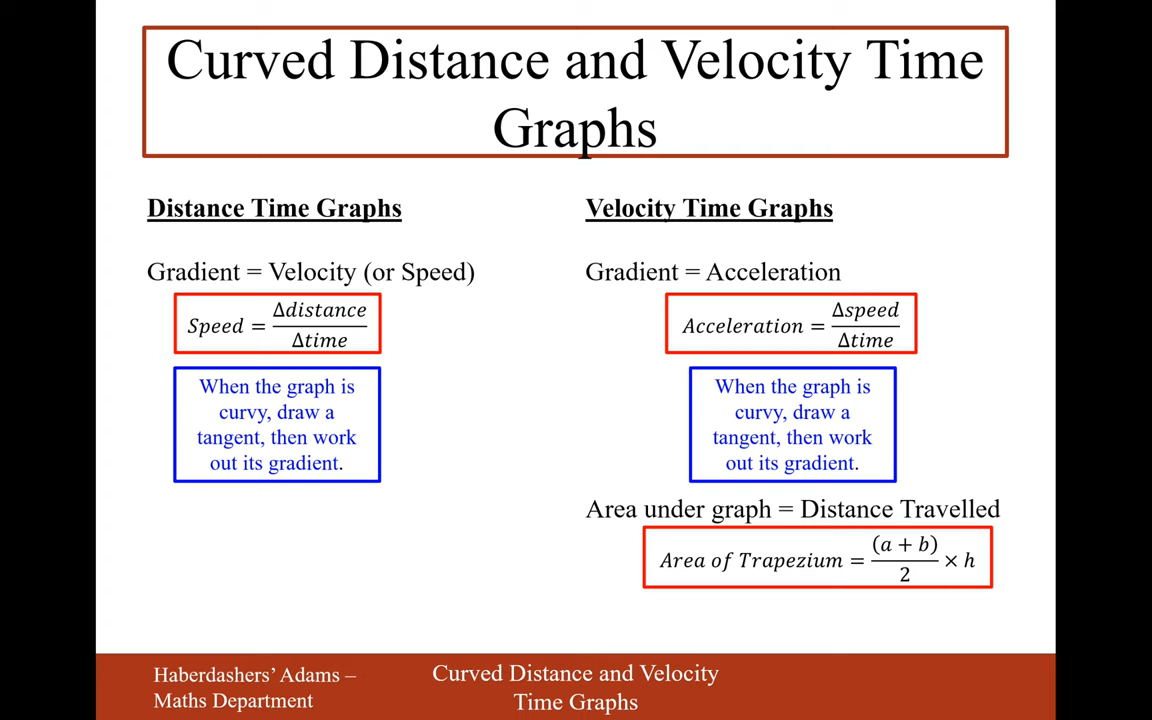 Curved Distance and Velocity Time
Graphs
Distance Time Graphs
Gradient = Velocity (or Speed)
Speed = Δdistance / Δtime
When the graph is
curvy, draw a
tangent, then work
out its gradient.
Velocity Time Graphs
Gradient = Acceleration
Acceleration = Δspeed / Δtime
When the graph is
curvy, draw a
tangent, then work
out its gradient.
Area under graph = Distance Travelled
Area of Trapezium = (a + b) / 2 × h
Haberdashers' Adams –
Maths Department
Curved Distance and Velocity
Time Graphs